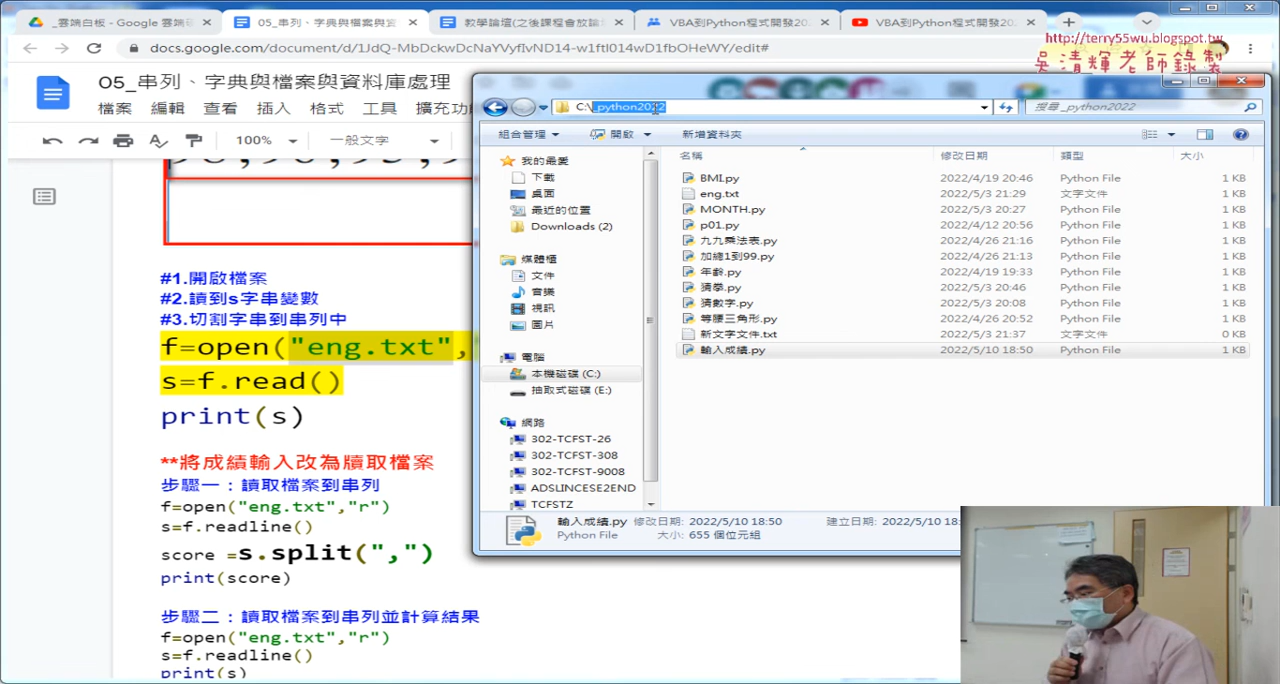 _雲端白板 - Google 雲端硬
05_串列、字典與檔案與資
教學論壇(之後課程會放論
VBA到Python程式開發20
VBA到Python程式開發202
docs.google.com/document/d/1JdQ-MbDckwDcNaYVyfIvND14-w1ftl014wD1fbOHeWY/edit#
http://terry55wu.blogspot.tw
吳清輝老師錄製
05_串列、字典與檔案與資料庫處理
檔案 編輯 查看 插入 格式 工具 擴充功
100% 一般文字
C:\_python2022
搜尋 _python2022
組合管理 開啟 新增資料夾
我的最愛
下載
桌面
最近的位置
Downloads (2)
媒體櫃
文件
音樂
視訊
圖片
電腦
本機磁碟 (C:)
抽取式磁碟 (E:)
網路
302-TCFST-26
302-TCFST-308
302-TCFST-9008
ADSLINCESE2END
TCFSTZ
名稱 修改日期 類型 大小
BMI.py 2022/4/19 20:46 Python File 1 KB
eng.txt 2022/5/3 21:29 文字文件 1 KB
MONTH.py 2022/5/3 20:27 Python File 1 KB
p01.py 2022/4/12 20:56 Python File 1 KB
九九乘法表.py 2022/4/26 21:16 Python File 1 KB
加總1到99.py 2022/4/26 21:13 Python File 1 KB
年齡.py 2022/4/19 19:33 Python File 1 KB
猜拳.py 2022/5/3 20:46 Python File 1 KB
猜數字.py 2022/5/3 20:08 Python File 1 KB
等腰三角形.py 2022/4/26 20:52 Python File 1 KB
新文字文件.txt 2022/5/3 21:37 文字文件 0 KB
輸入成績.py 2022/5/10 18:50 Python File 1 KB
輸入成績.py 修改日期: 2022/5/10 18:50 建立日期: 2022/5/10 18:
Python File 大小: 655 個位元組
#1.開啟檔案
#2.讀到s字串變數
#3.切割字串到串列中
f=open("eng.txt",
s=f.read()
print(s)
**將成績輸入改為牘取檔案
步驟一：讀取檔案到串列
f=open("eng.txt","r")
s=f.readline()
score =s.split(",")
print(score)
步驟二：讀取檔案到串列並計算結果
f=open("eng.txt","r")
s=f.readline()
print(s)